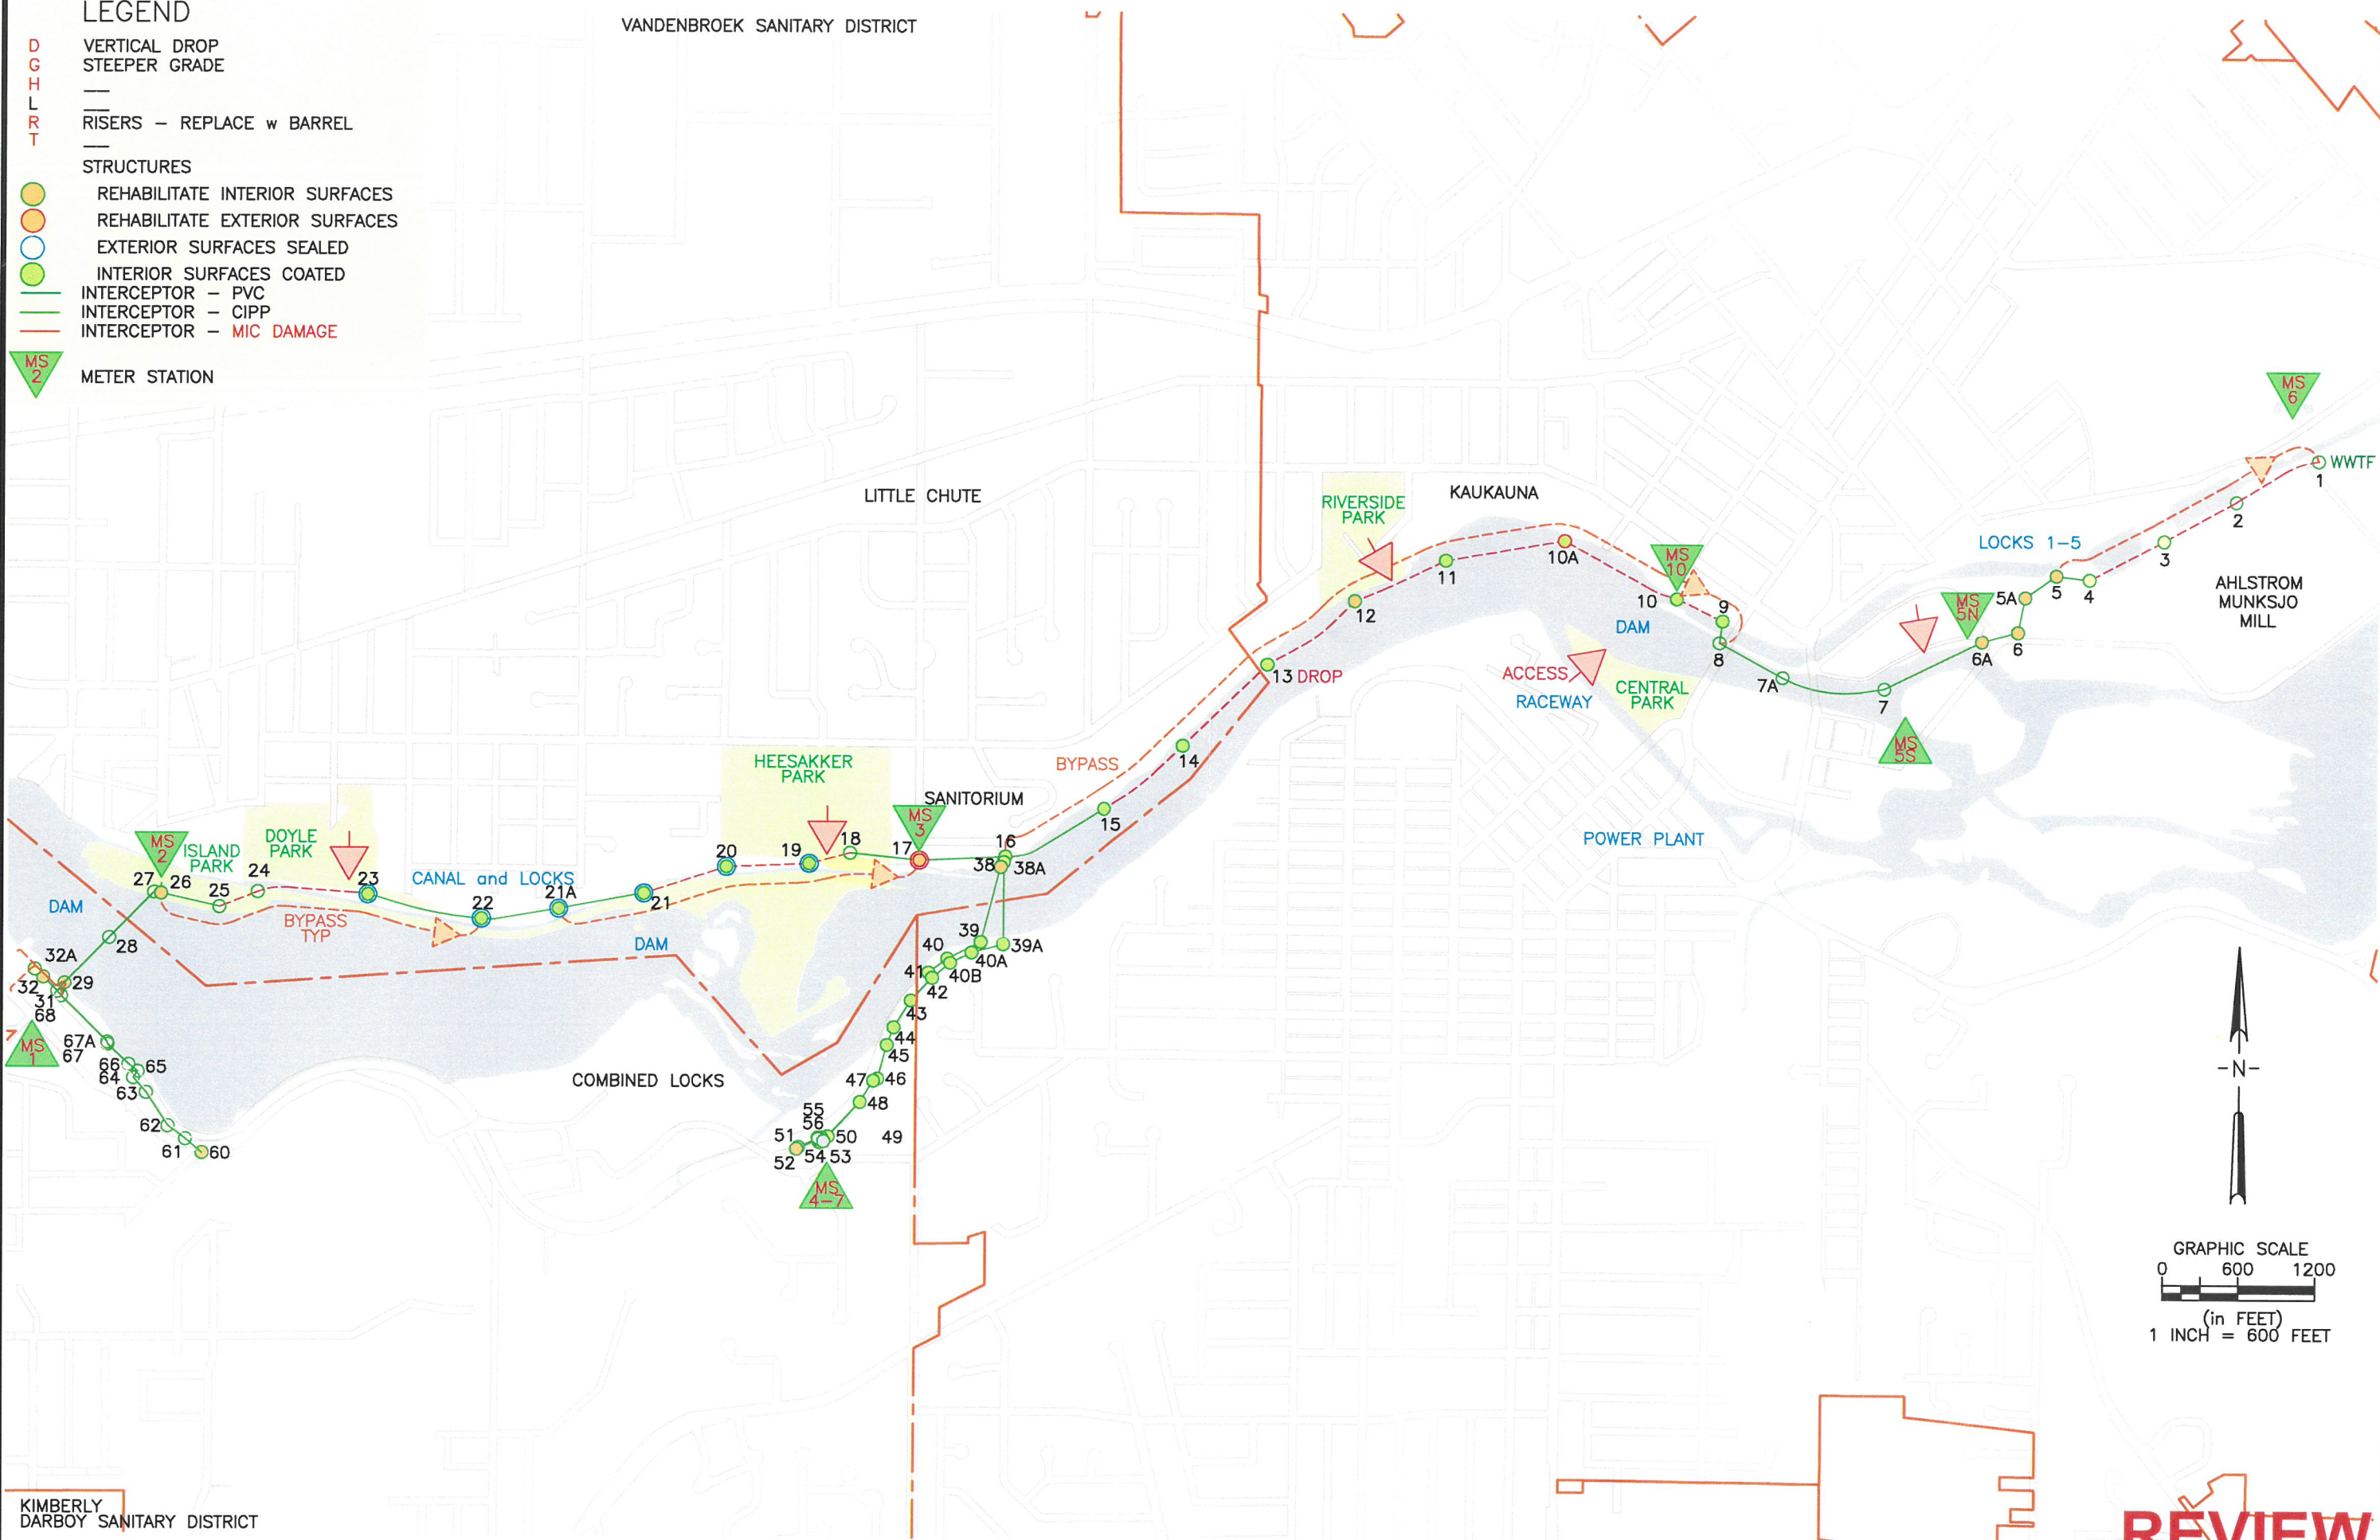 LEGEND
D VERTICAL DROP
G STEEPER GRADE
H
L
R RISERS – REPLACE w BARREL
T
STRUCTURES
REHABILITATE INTERIOR SURFACES
REHABILITATE EXTERIOR SURFACES
EXTERIOR SURFACES SEALED
INTERIOR SURFACES COATED
INTERCEPTOR – PVC
INTERCEPTOR – CIPP
INTERCEPTOR – MIC DAMAGE
MS
2
METER STATION
VANDENBROEK SANITARY DISTRICT
LITTLE CHUTE
KAUKAUNA
RIVERSIDE
PARK
MS
6
WWTF
1
2
3
4
5
5A
6
6A
LOCKS 1–5
AHLSTROM
MUNKSJO
MILL
MS
5N
7
7A
MS
5S
8
9
10
MS
10
DAM
10A
11
12
13 DROP
14
15
ACCESS
RACEWAY
CENTRAL
PARK
POWER PLANT
BYPASS
HEESAKKER
PARK
SANITORIUM
MS
3
16
17
18
19
20
21
21A
22
23
24
25
26
27
28
29
CANAL and LOCKS
DOYLE
PARK
ISLAND
PARK
MS
2
BYPASS
TYP
DAM
DAM
32A
32
31
68
MS
1
67A
67
66
65
64
63
62
61
60
38
38A
39
39A
40
40A
40B
41
42
43
44
45
46
47
48
49
50
55
56
51
52
54
53
MS
4–7
COMBINED LOCKS
-N-
GRAPHIC SCALE
0 600 1200
(in FEET)
1 INCH = 600 FEET
KIMBERLY
DARBOY SANITARY DISTRICT
REVIEW